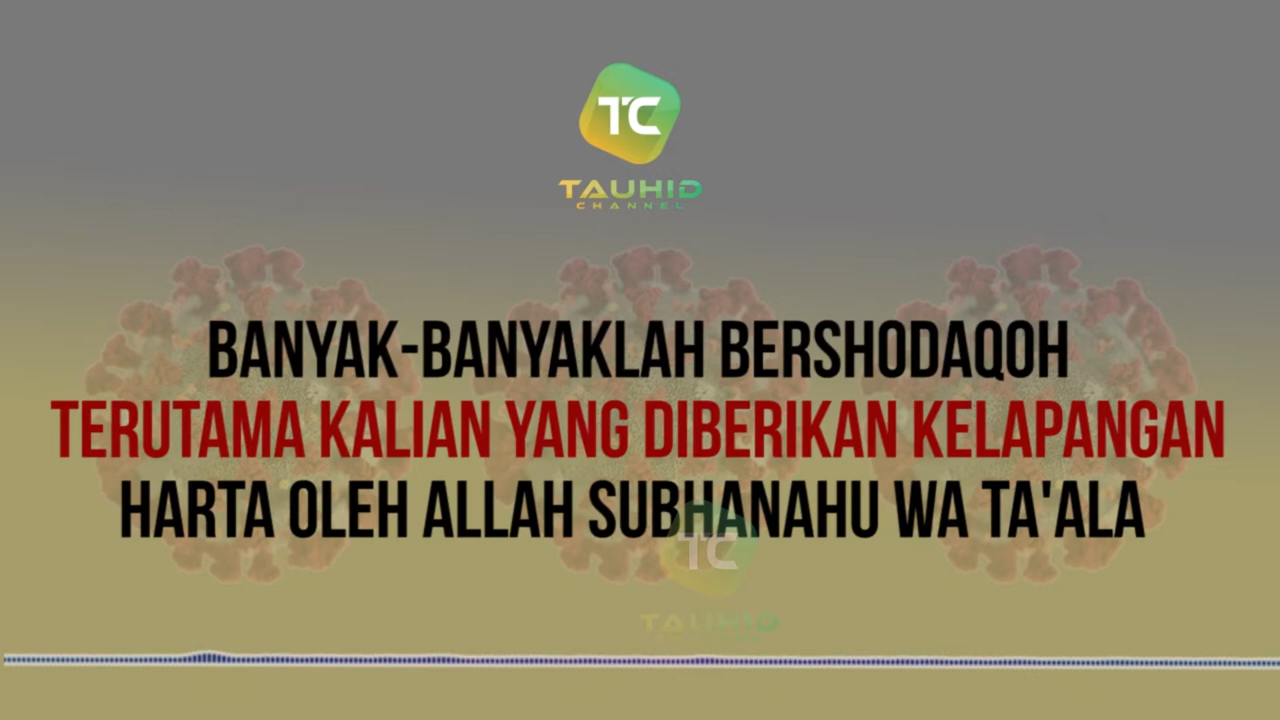 TC
TAUHID
CHANNEL
BANYAK-BANYAKLAH BERSHODAQOH
TERUTAMA KALIAN YANG DIBERIKAN KELAPANGAN
HARTA OLEH ALLAH SUBHANAHU WA TA'ALA
TC
TAUHID